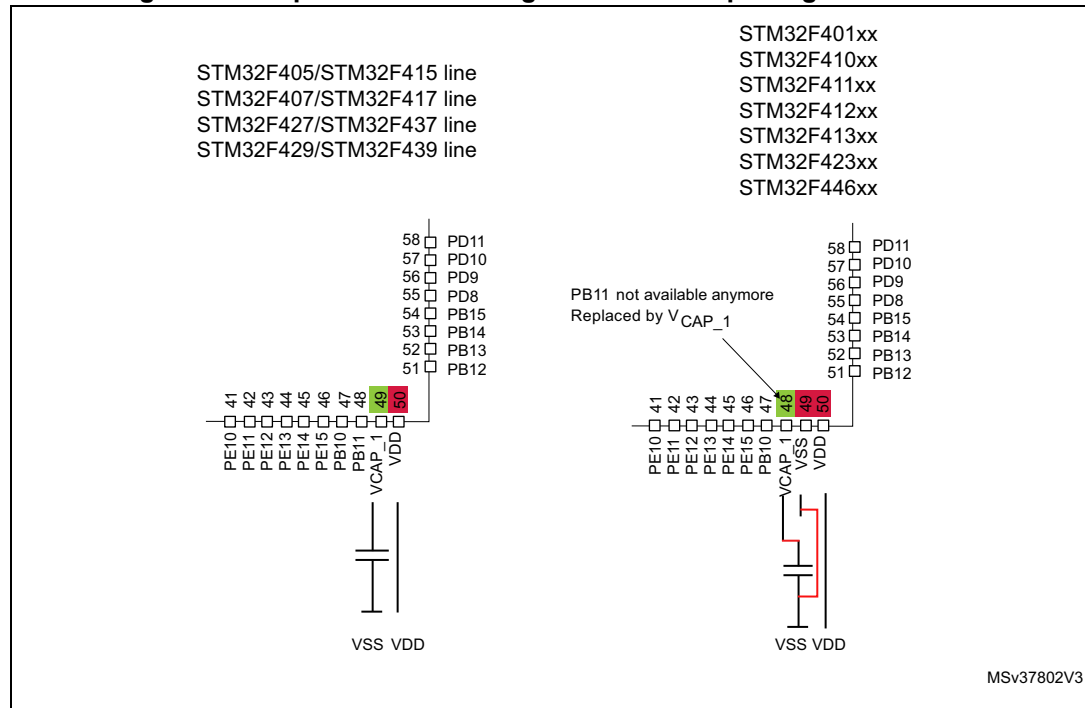 STM32F405/STM32F415 line
STM32F407/STM32F417 line
STM32F427/STM32F437 line
STM32F429/STM32F439 line
58 PD11
57 PD10
56 PD9
55 PD8
54 PB15
53 PB14
52 PB13
51 PB12
41 42 43 44 45 46 47 48 49 50
PE10 PE11 PE12 PE13 PE14 PE15 PB10 PB11 VCAP_1 VDD
VSS VDD
STM32F401xx
STM32F410xx
STM32F411xx
STM32F412xx
STM32F413xx
STM32F423xx
STM32F446xx
58 PD11
57 PD10
56 PD9
55 PD8
54 PB15
53 PB14
52 PB13
51 PB12
PB11 not available anymore
Replaced by VCAP_1
41 42 43 44 45 46 47 48 49 50
PE10 PE11 PE12 PE13 PE14 PE15 PB10 VCAP_1 VSS VDD
VSS VDD
MSv37802V3